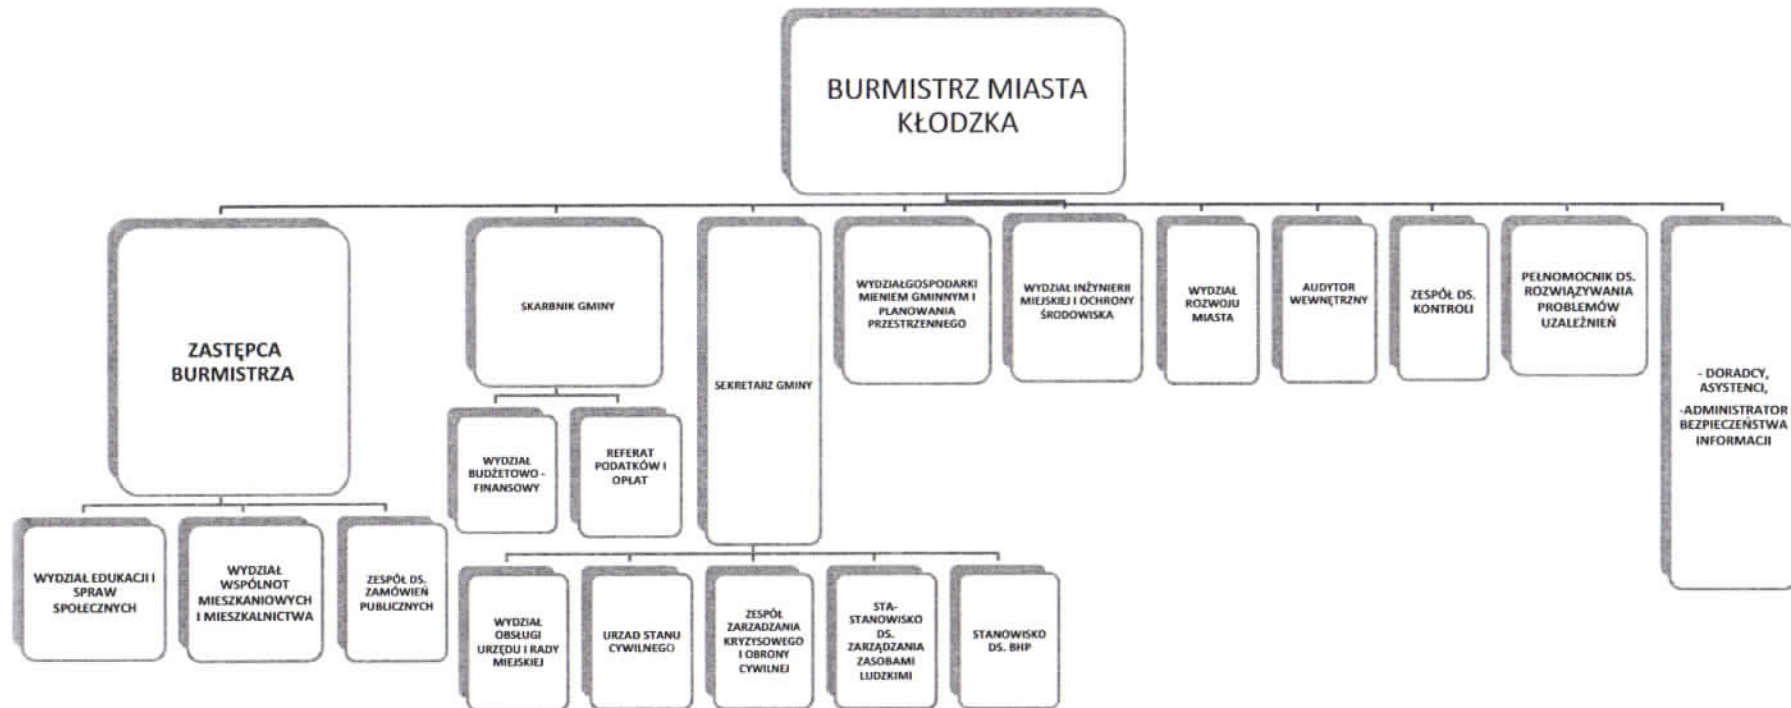 BURMISTRZ MIASTA
KŁODZKA
ZASTĘPCA
BURMISTRZA
SKARBNIK GMINY
SEKRETARZ GMINY
WYDZIAŁGOSPODARKI
MIENIEM GMINNYM I
PLANOWANIA
PRZESTRZENNEGO
WYDZIAŁ INŻYNIERII
MIEJSKIEJ I OCHRONY
ŚRODOWISKA
WYDZIAŁ
ROZWOJU
MIASTA
AUDYTOR
WEWNĘTRZNY
ZESPÓŁ DS.
KONTROLI
PEŁNOMOCNIK DS.
ROZWIĄZYWANIA
PROBLEMÓW
UZALEŻNIEŃ
- DORADCY,
ASYSTENCI,
-ADMINISTRATOR
BEZPIECZEŃSTWA
INFORMACJI
WYDZIAŁ
BUDŻETOWO -
FINANSOWY
REFERAT
PODATKÓW I
OPŁAT
WYDZIAŁ EDUKACJI I
SPRAW
SPOŁECZNYCH
WYDZIAŁ
WSPÓLNOT
MIESZKANIOWYCH
I MIESZKALNICTWA
ZESPÓŁ DS.
ZAMÓWIEŃ
PUBLICZNYCH
WYDZIAŁ
OBSŁUGI
URZĘDU I RADY
MIEJSKIEJ
URZAD STANU
CYWILNEGO
ZESPÓŁ
ZARZADZANIA
KRYZYSOWEGO
I OBRONY
CYWILNEJ
STA-
STANOWISKO
DS.
ZARZĄDZANIA
ZASOBAMI
LUDZKIMI
STANOWISKO
DS. BHP